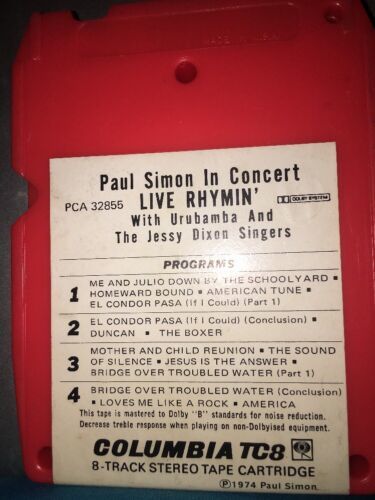 MADE IN U.S.A.
Paul Simon In Concert
PCA 32855 LIVE RHYMIN' DOLBY SYSTEM
With Urubamba And
The Jessy Dixon Singers
PROGRAMS
1 ME AND JULIO DOWN BY THE SCHOOLYARD ▪
HOMEWARD BOUND ▪ AMERICAN TUNE ▪
EL CONDOR PASA (If I Could) (Part 1)
2 EL CONDOR PASA (If I Could) (Conclusion) ▪
DUNCAN ▪ THE BOXER
3 MOTHER AND CHILD REUNION ▪ THE SOUND
OF SILENCE ▪ JESUS IS THE ANSWER ▪
BRIDGE OVER TROUBLED WATER (Part 1)
4 BRIDGE OVER TROUBLED WATER (Conclusion)
▪ LOVES ME LIKE A ROCK ▪ AMERICA
This tape is mastered to Dolby "B" standards for noise reduction.
Decrease treble response when playing on non-Dolbyised equipment.
COLUMBIA TC8
8-TRACK STEREO TAPE CARTRIDGE
Ⓟ1974 Paul Simon.